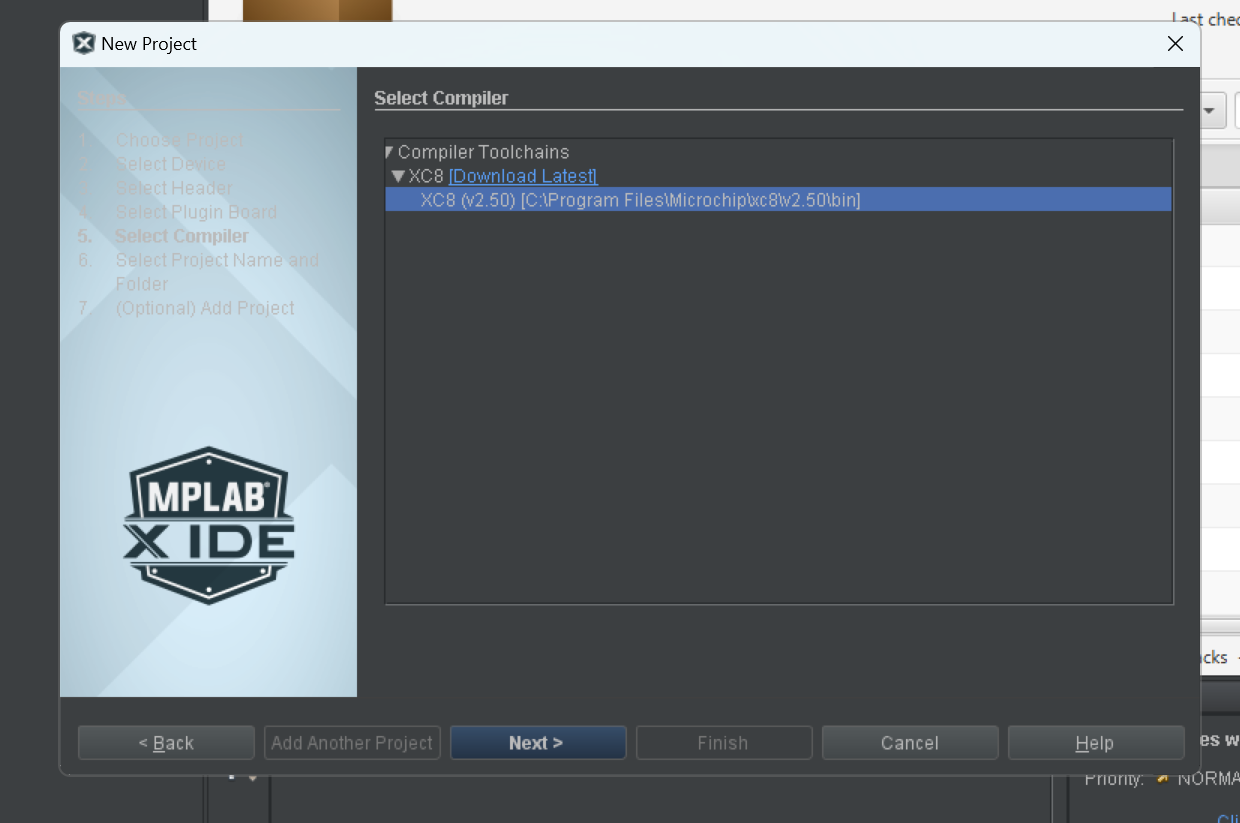 Last chec
New Project
Steps
Select Compiler
1. Choose Project
2. Select Device
3. Select Header
4. Select Plugin Board
5. Select Compiler
6. Select Project Name and
Folder
7. (Optional) Add Project
Compiler Toolchains
XC8 [Download Latest]
XC8 (v2.50) [C:\Program Files\Microchip\xc8\v2.50\bin]
MPLAB®
X IDE
< Back
Add Another Project
Next >
Finish
Cancel
Help
cks
es w
Priority:
NORMA
Cli